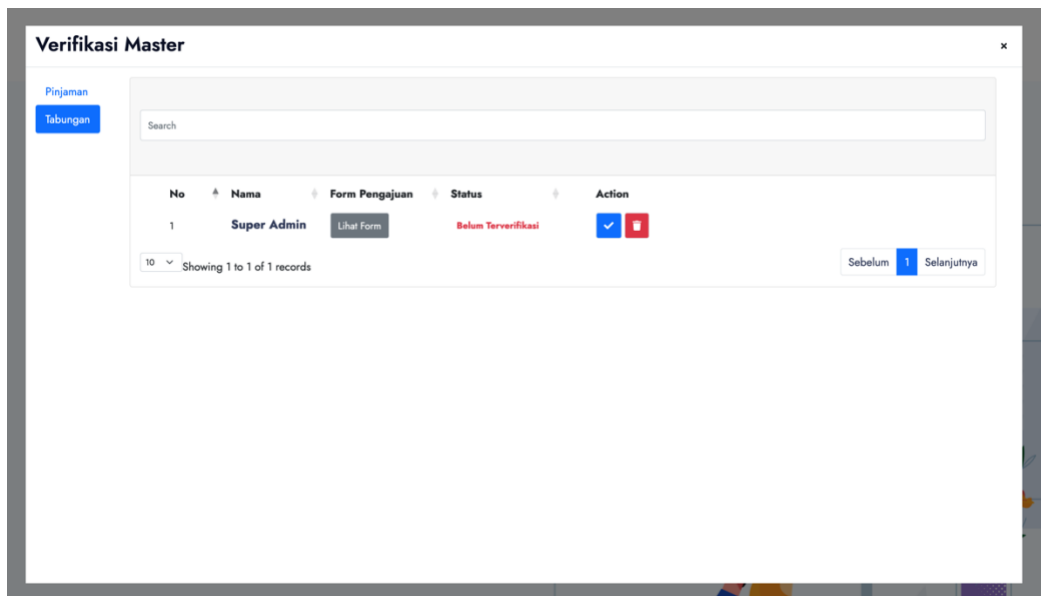 Verifikasi Master
×
Pinjaman
Tabungan
Search
No Nama Form Pengajuan Status Action
1 Super Admin Lihat Form Belum Terverifikasi
10 Showing 1 to 1 of 1 records
Sebelum 1 Selanjutnya